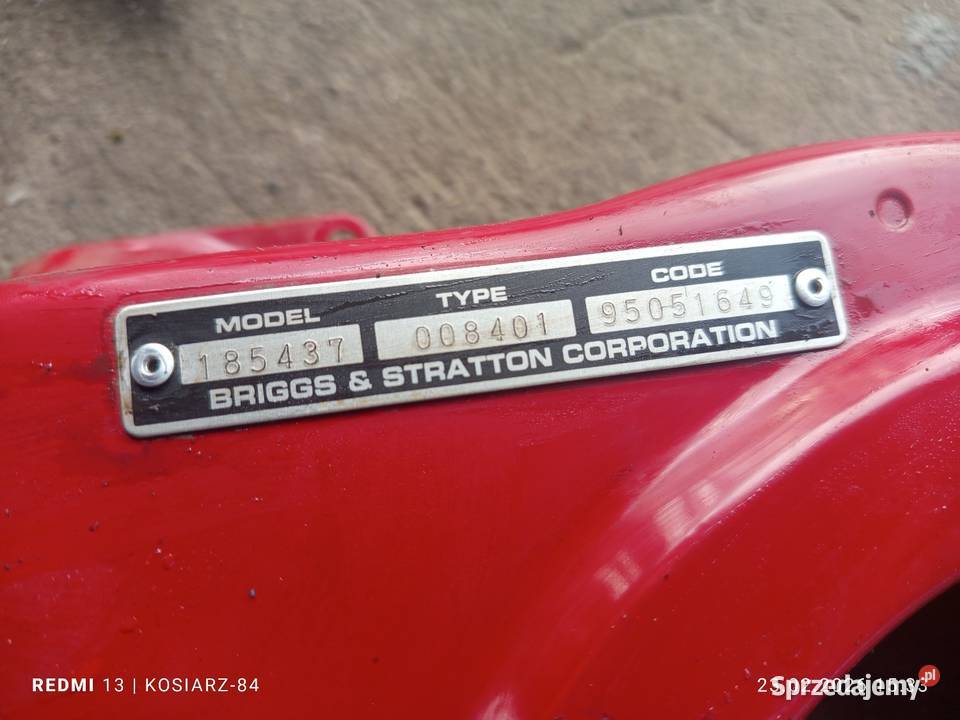 MODEL TYPE CODE
185437 008401 95051649
BRIGGS & STRATTON CORPORATION
REDMI 13 | KOSIARZ-84
Sprzedajemy.pl